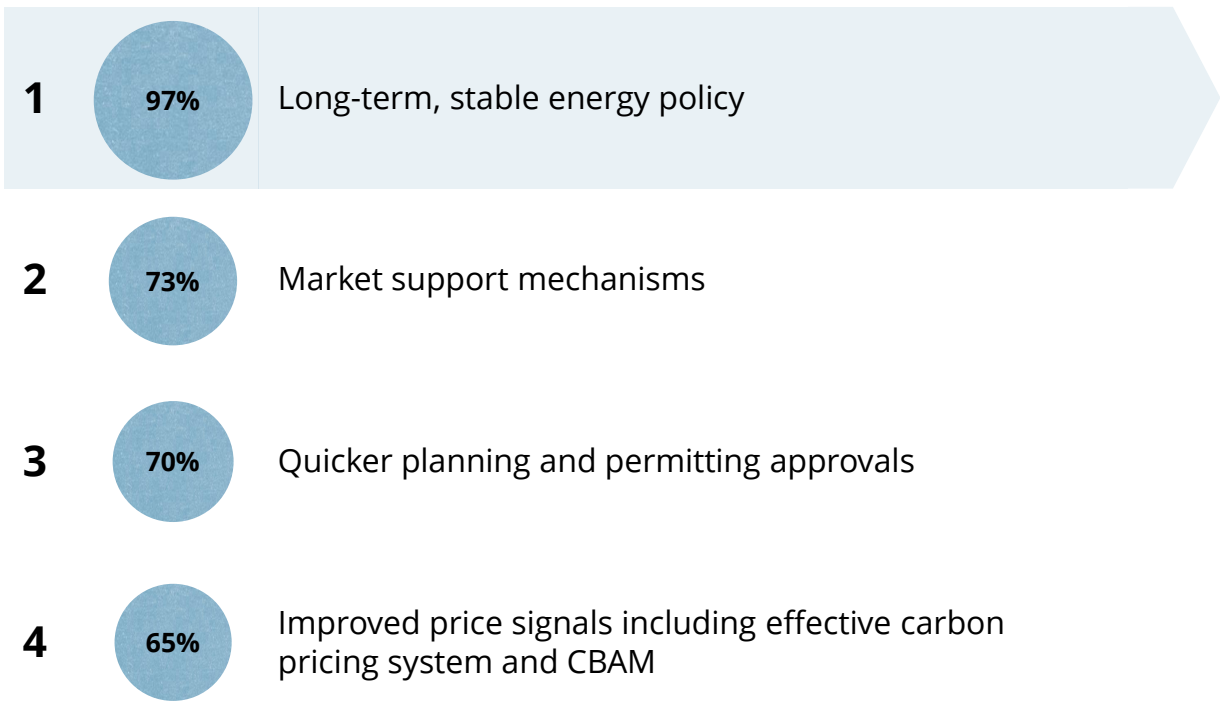 1
97%
Long-term, stable energy policy
2
73%
Market support mechanisms
3
70%
Quicker planning and permitting approvals
4
65%
Improved price signals including effective carbon
pricing system and CBAM